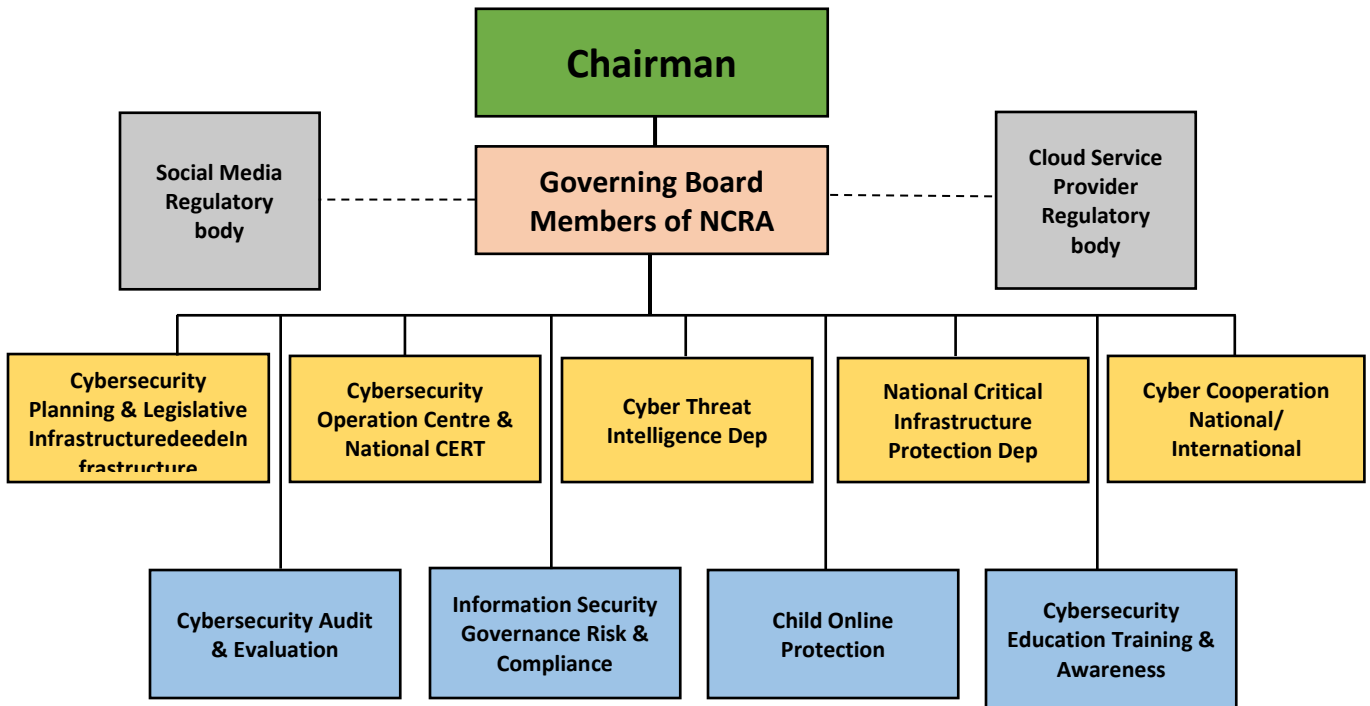 Chairman
Social Media
Regulatory
body
Governing Board
Members of NCRA
Cloud Service
Provider
Regulatory
body
Cybersecurity
Planning & Legislative
InfrastructuredeedeIn
frastructure
Cybersecurity
Operation Centre &
National CERT
Cyber Threat
Intelligence Dep
National Critical
Infrastructure
Protection Dep
Cyber Cooperation
National/
International
Cybersecurity Audit
& Evaluation
Information Security
Governance Risk &
Compliance
Child Online
Protection
Cybersecurity
Education Training &
Awareness